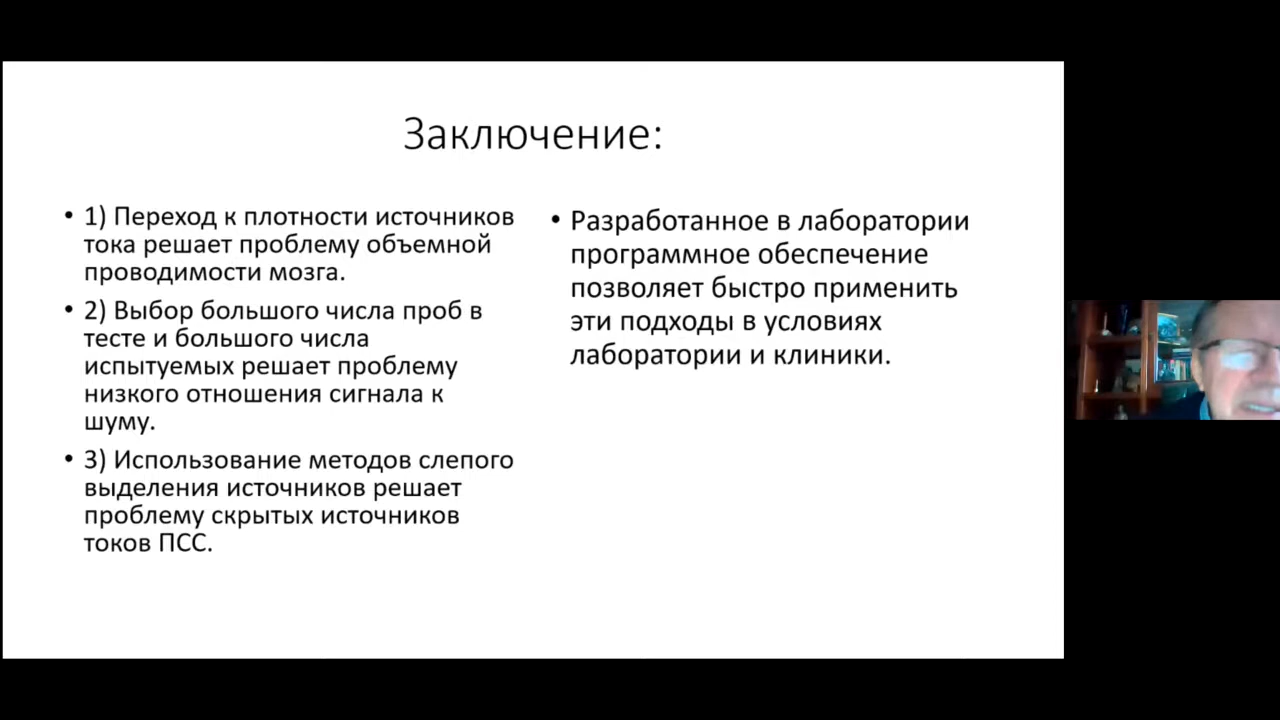 Заключение:
• 1) Переход к плотности источников
тока решает проблему объемной
проводимости мозга.
• 2) Выбор большого числа проб в
тесте и большого числа
испытуемых решает проблему
низкого отношения сигнала к
шуму.
• 3) Использование методов слепого
выделения источников решает
проблему скрытых источников
токов ПСС.
• Разработанное в лаборатории
программное обеспечение
позволяет быстро применить
эти подходы в условиях
лаборатории и клиники.